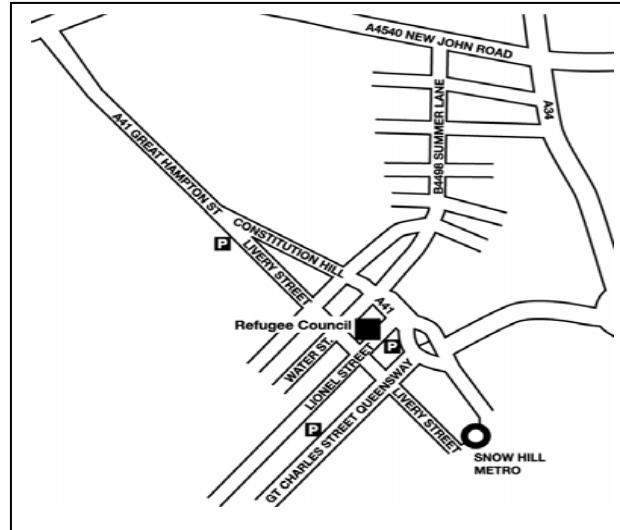 A4540 NEW JOHN ROAD
A34
B4498 SUMMER LANE
A41 GREAT HAMPTON ST
CONSTITUTION HILL
P
LIVERY STREET
A41
Refugee Council
P
WATER ST.
LIONEL STREET
GT CHARLES STREET QUEENSWAY
LIVERY STREET
P
SNOW HILL
METRO